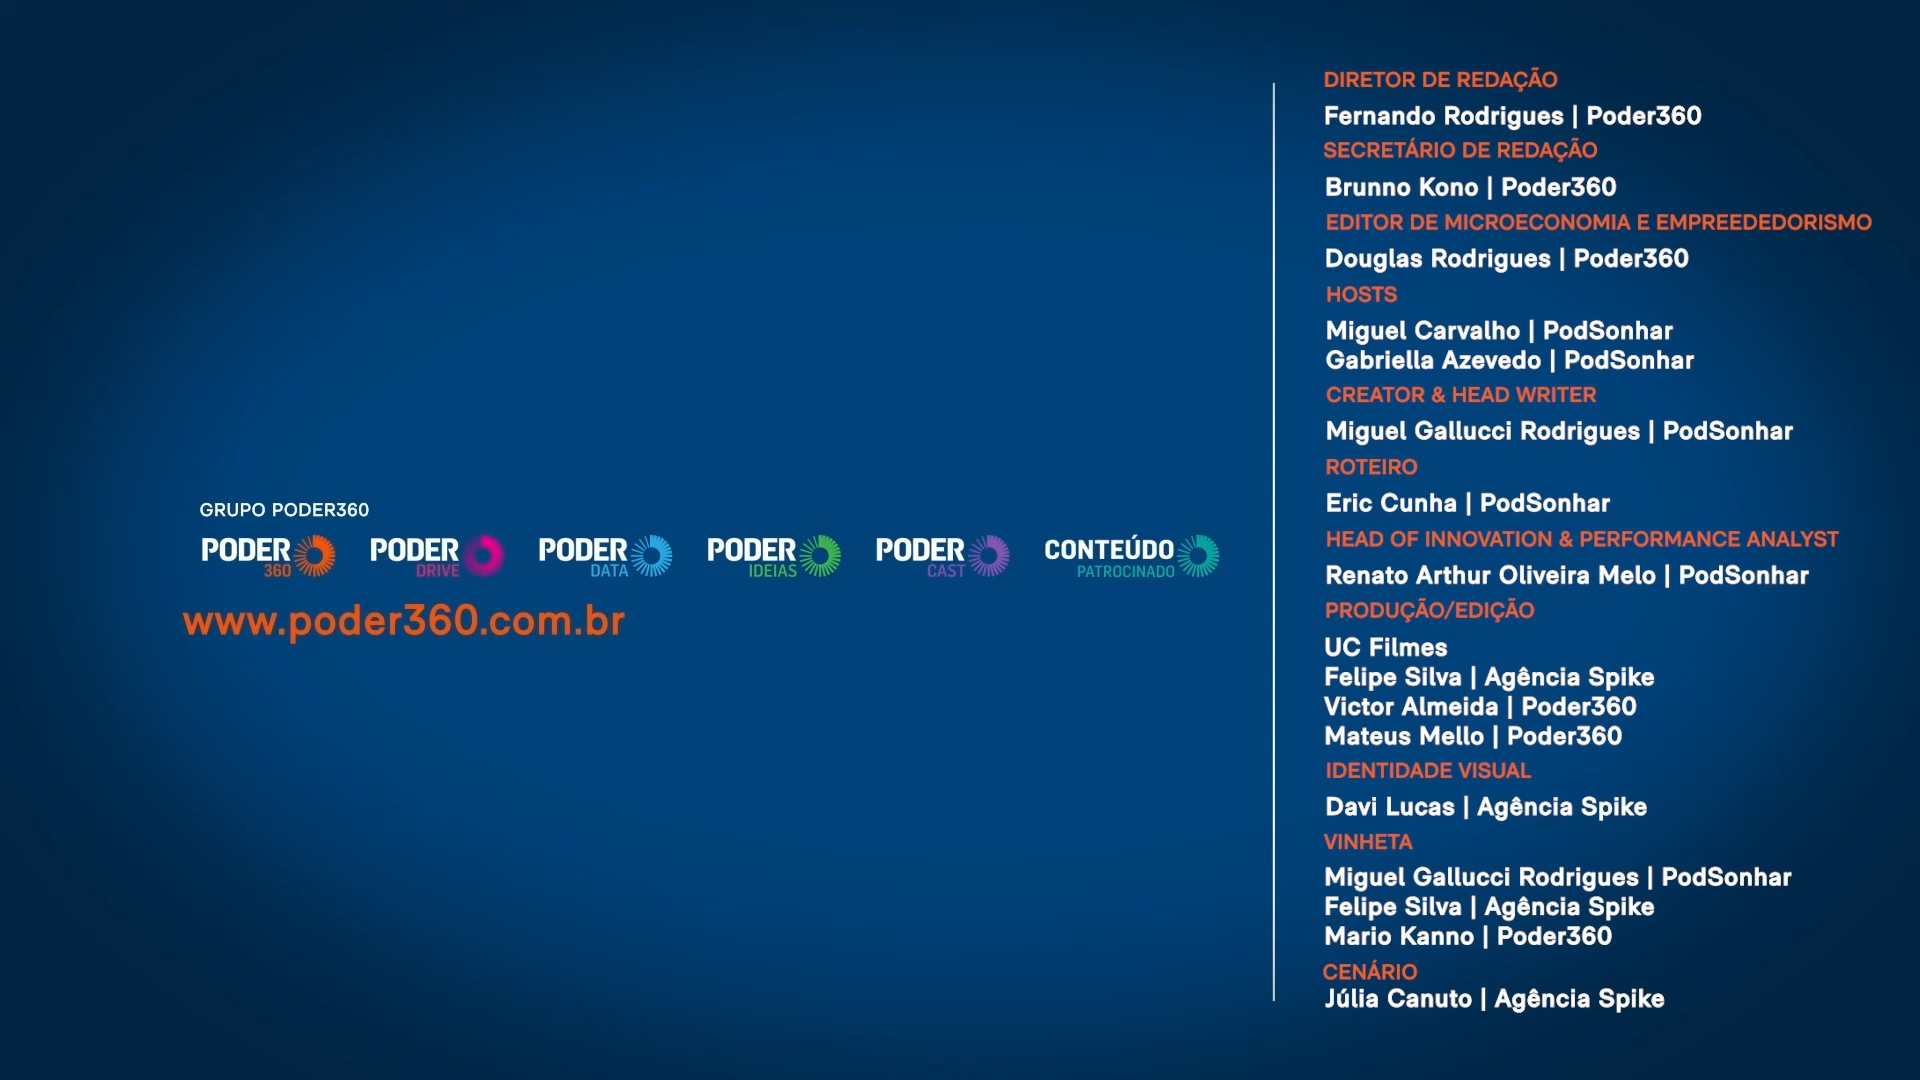 GRUPO PODER360
PODER 360
PODER DRIVE
PODER DATA
PODER IDEIAS
PODER CAST
CONTEÚDO PATROCINADO
www.poder360.com.br
DIRETOR DE REDAÇÃO
Fernando Rodrigues | Poder360
SECRETÁRIO DE REDAÇÃO
Brunno Kono | Poder360
EDITOR DE MICROECONOMIA E EMPREEDEDORISMO
Douglas Rodrigues | Poder360
HOSTS
Miguel Carvalho | PodSonhar
Gabriella Azevedo | PodSonhar
CREATOR & HEAD WRITER
Miguel Gallucci Rodrigues | PodSonhar
ROTEIRO
Eric Cunha | PodSonhar
HEAD OF INNOVATION & PERFORMANCE ANALYST
Renato Arthur Oliveira Melo | PodSonhar
PRODUÇÃO/EDIÇÃO
UC Filmes
Felipe Silva | Agência Spike
Victor Almeida | Poder360
Mateus Mello | Poder360
IDENTIDADE VISUAL
Davi Lucas | Agência Spike
VINHETA
Miguel Gallucci Rodrigues | PodSonhar
Felipe Silva | Agência Spike
Mario Kanno | Poder360
CENÁRIO
Júlia Canuto | Agência Spike